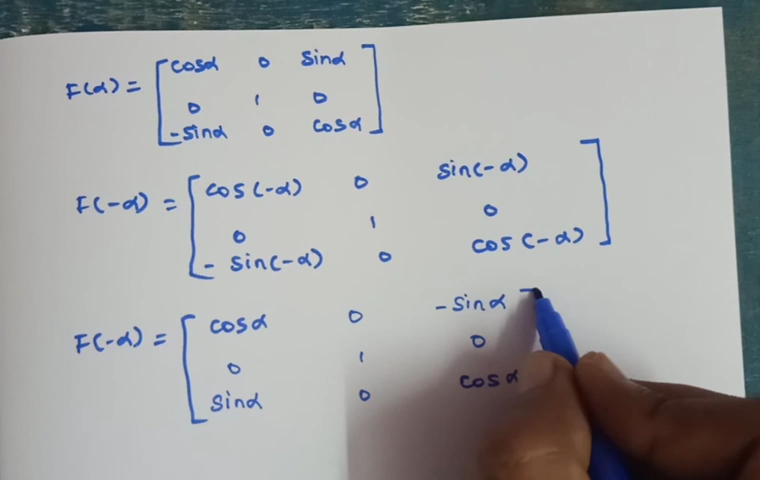 F(α) = [ cosα 0 sinα ]
0 1 0
-sinα 0 cosα
F(-α) = [ cos(-α) 0 sin(-α) ]
0 1 0
- sin(-α) 0 cos(-α)
F(-α) = [ cosα 0 -sinα
0 1 0
sinα 0 cosα